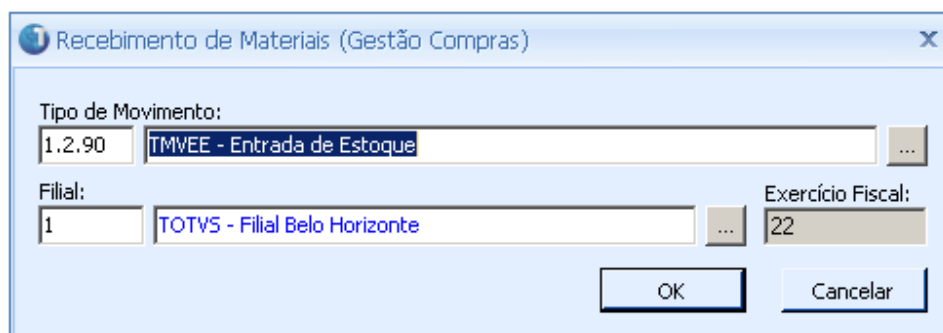 Recebimento de Materiais (Gestão Compras) x
Tipo de Movimento:
1.2.90 TMVEE - Entrada de Estoque ...
Filial: Exercício Fiscal:
1 TOTVS - Filial Belo Horizonte ... 22
OK Cancelar